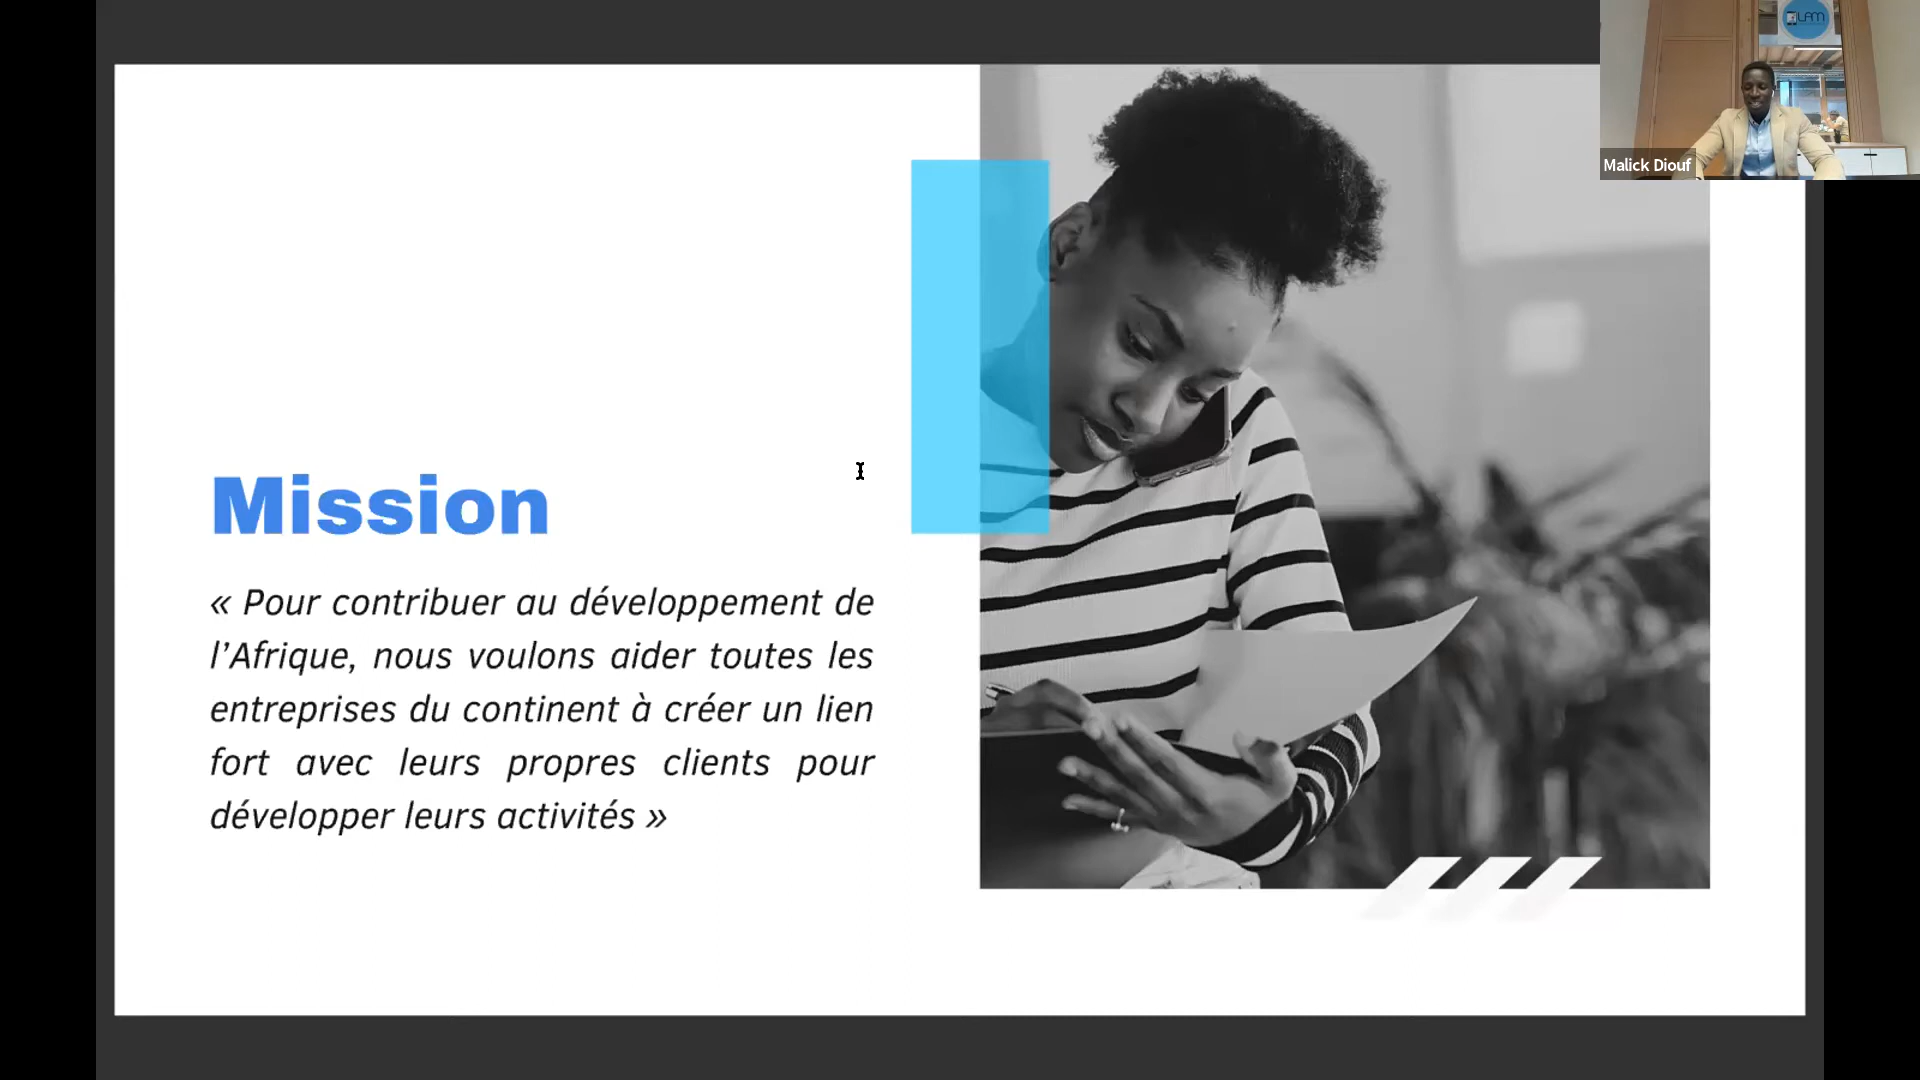 LAM
Malick Diouf
Mission
« Pour contribuer au développement de
l’Afrique, nous voulons aider toutes les
entreprises du continent à créer un lien
fort avec leurs propres clients pour
développer leurs activités »